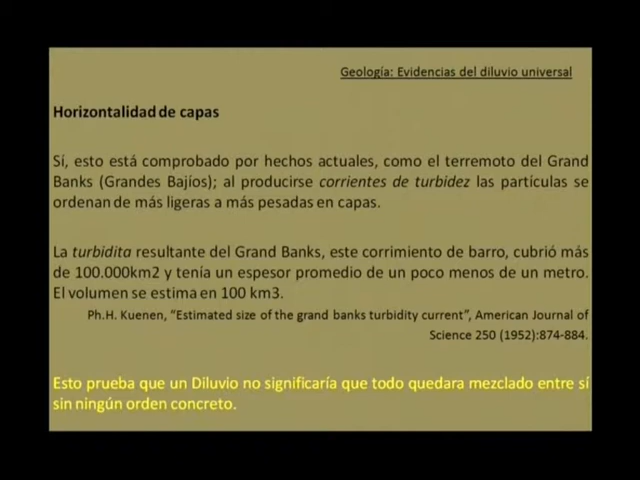 Geología: Evidencias del diluvio universal
Horizontalidad de capas
Sí, esto está comprobado por hechos actuales, como el terremoto del Grand
Banks (Grandes Bajíos); al producirse corrientes de turbidez las partículas se
ordenan de más ligeras a más pesadas en capas.
La turbidita resultante del Grand Banks, este corrimiento de barro, cubrió más
de 100.000km2 y tenía un espesor promedio de un poco menos de un metro.
El volumen se estima en 100 km3.
Ph.H. Kuenen, “Estimated size of the grand banks turbidity current”, American Journal of
Science 250 (1952):874-884.
Esto prueba que un Diluvio no significaría que todo quedara mezclado entre sí
sin ningún orden concreto.